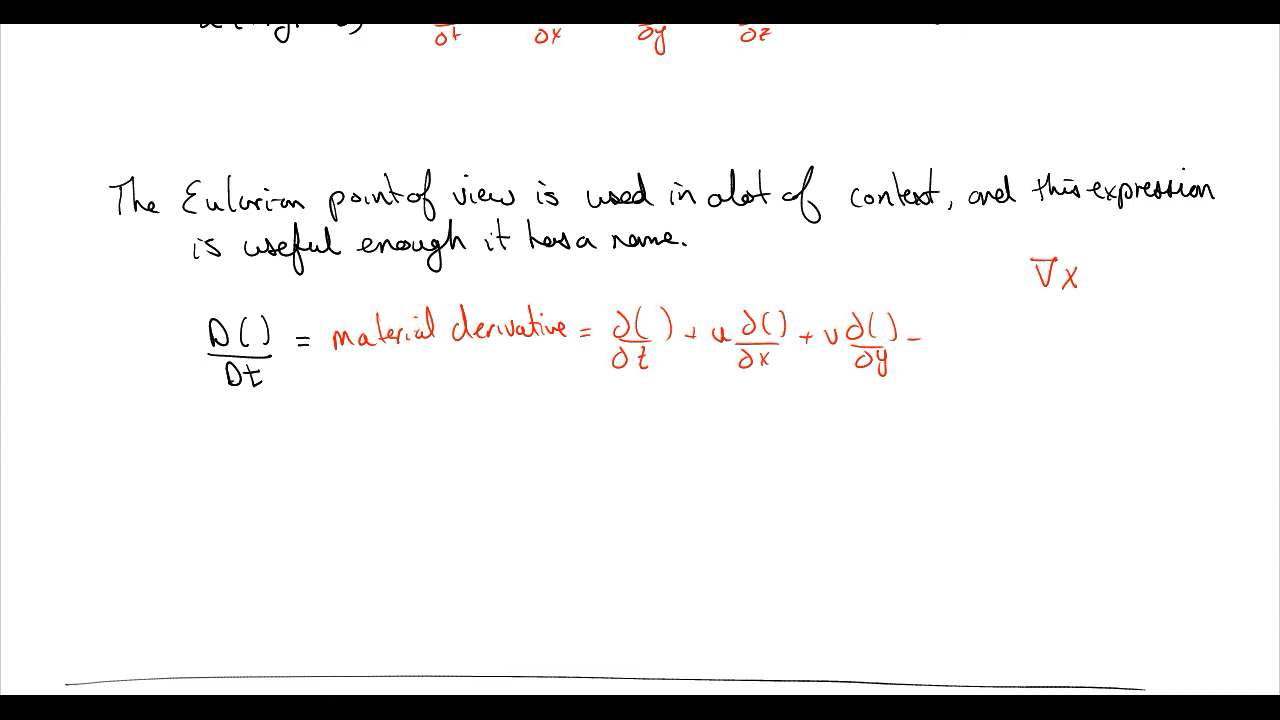 ∂t ∂x ∂y ∂z
The Eularian point of view is used in alot of context, and this expression
is useful enough it has a name.
∇x
D()/Dt = material derivative = ∂()/∂t + u ∂()/∂x + v ∂()/∂y -